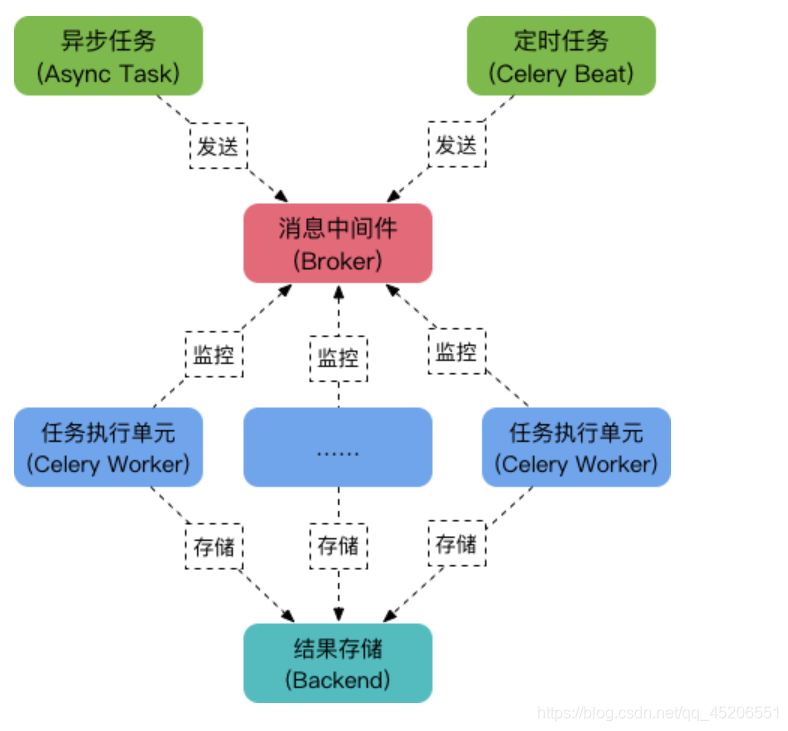 异步任务
(Async Task)
定时任务
(Celery Beat)
发送
发送
消息中间件
(Broker)
监控
监控
监控
任务执行单元
(Celery Worker)
……
任务执行单元
(Celery Worker)
存储
存储
存储
结果存储
(Backend)
https://blog.csdn.net/qq_45206551